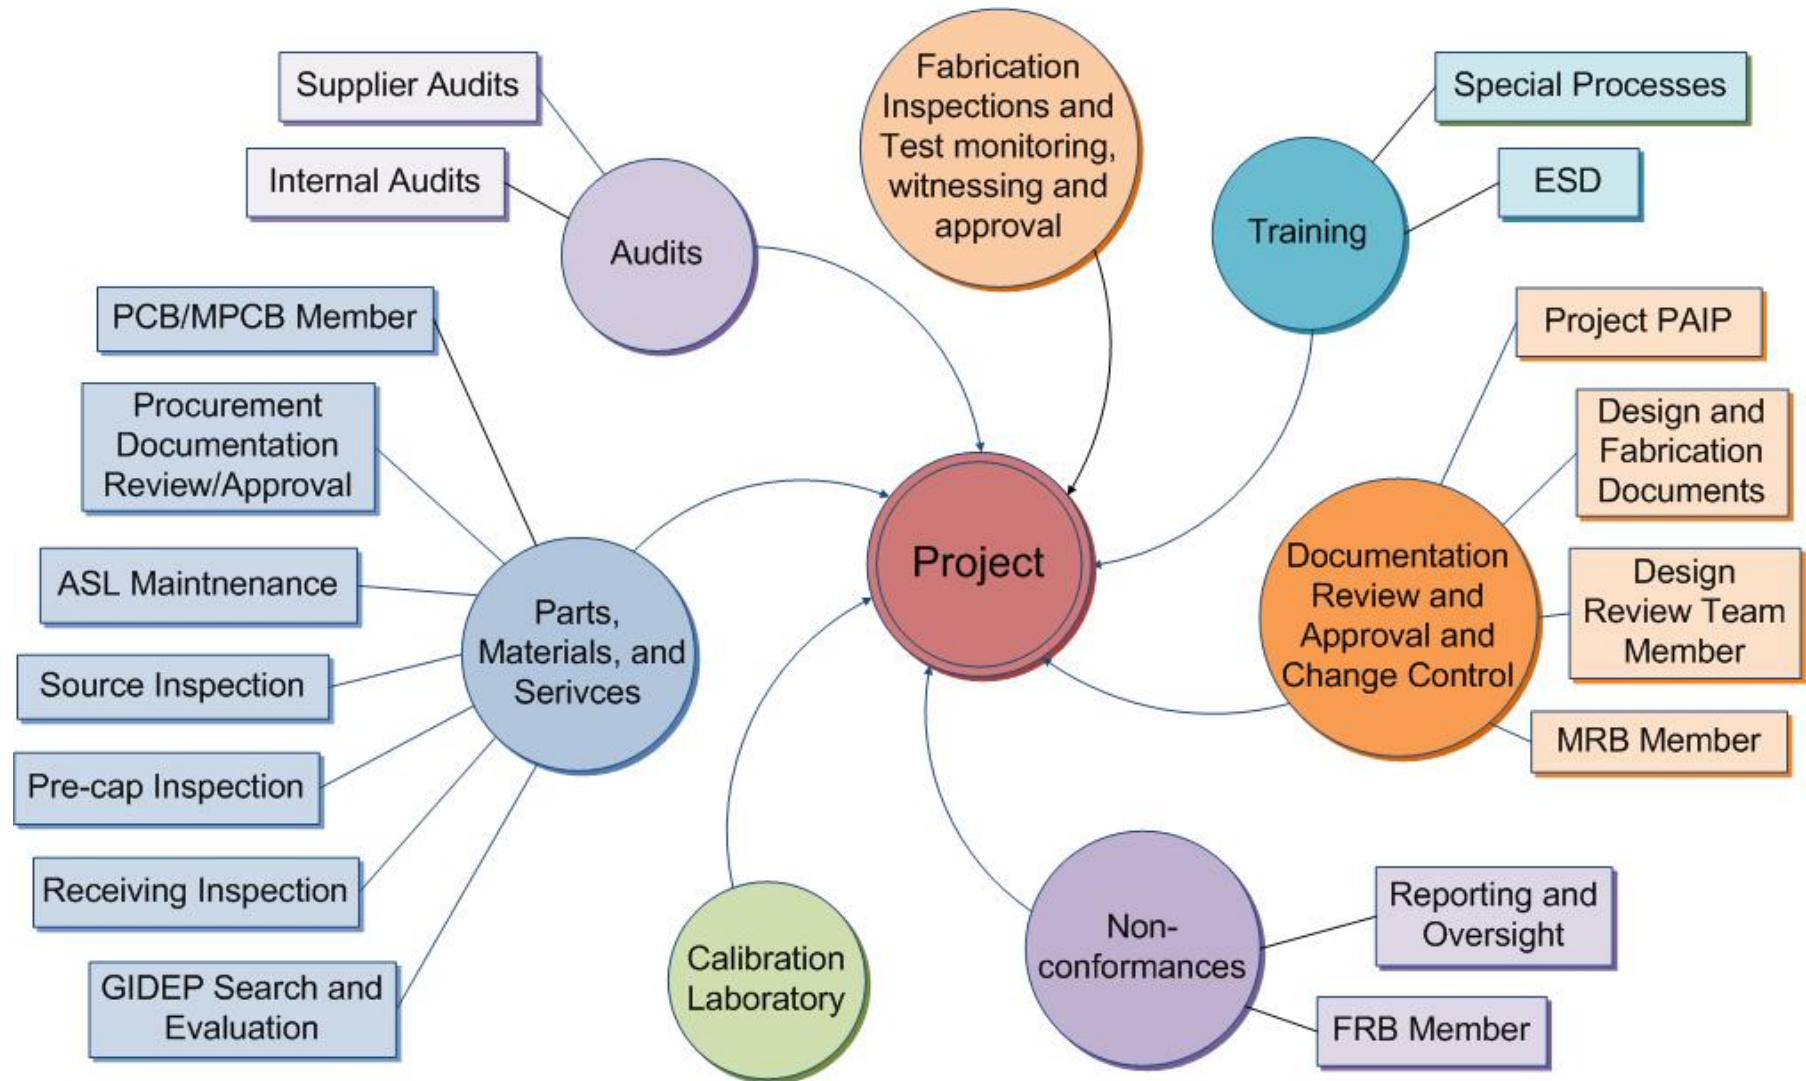 Supplier Audits
Internal Audits
Audits
Fabrication
Inspections and
Test monitoring,
witnessing and
approval
Special Processes
ESD
Training
PCB/MPCB Member
Procurement
Documentation
Review/Approval
ASL Maintnenance
Source Inspection
Pre-cap Inspection
Receiving Inspection
GIDEP Search and
Evaluation
Parts,
Materials, and
Serivces
Project
Project PAIP
Design and
Fabrication
Documents
Design
Review Team
Member
MRB Member
Documentation
Review and
Approval and
Change Control
Calibration
Laboratory
Non-
conformances
Reporting and
Oversight
FRB Member